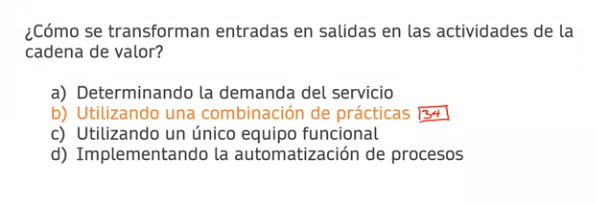 ¿Cómo se transforman entradas en salidas en las actividades de la
cadena de valor?
a) Determinando la demanda del servicio
b) Utilizando una combinación de prácticas 34
c) Utilizando un único equipo funcional
d) Implementando la automatización de procesos